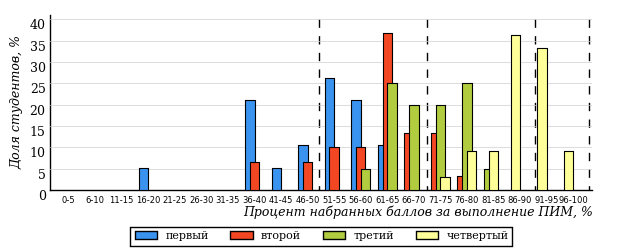 Доля студентов, %
40
35
30
25
20
15
10
5
0
0-5 6-10 11-15 16-20 21-25 26-30 31-35 36-40 41-45 46-50 51-55 56-60 61-65 66-70 71-75 76-80 81-85 86-90 91-95 96-100
Процент набранных баллов за выполнение ПИМ, %
первый второй третий четвертый